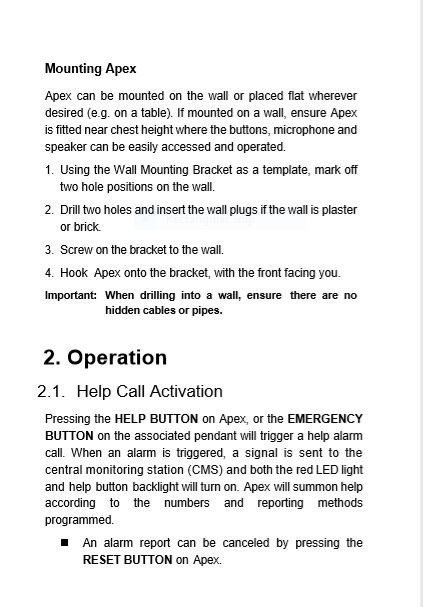 Mounting Apex
Apex can be mounted on the wall or placed flat wherever
desired (e.g. on a table). If mounted on a wall, ensure Apex
is fitted near chest height where the buttons, microphone and
speaker can be easily accessed and operated.
1. Using the Wall Mounting Bracket as a template, mark off
two hole positions on the wall.
2. Drill two holes and insert the wall plugs if the wall is plaster
or brick.
3. Screw on the bracket to the wall.
4. Hook Apex onto the bracket, with the front facing you.
Important: When drilling into a wall, ensure there are no
hidden cables or pipes.
2. Operation
2.1. Help Call Activation
Pressing the HELP BUTTON on Apex, or the EMERGENCY
BUTTON on the associated pendant will trigger a help alarm
call. When an alarm is triggered, a signal is sent to the
central monitoring station (CMS) and both the red LED light
and help button backlight will turn on. Apex will summon help
according to the numbers and reporting methods
programmed.
■ An alarm report can be canceled by pressing the
RESET BUTTON on Apex.